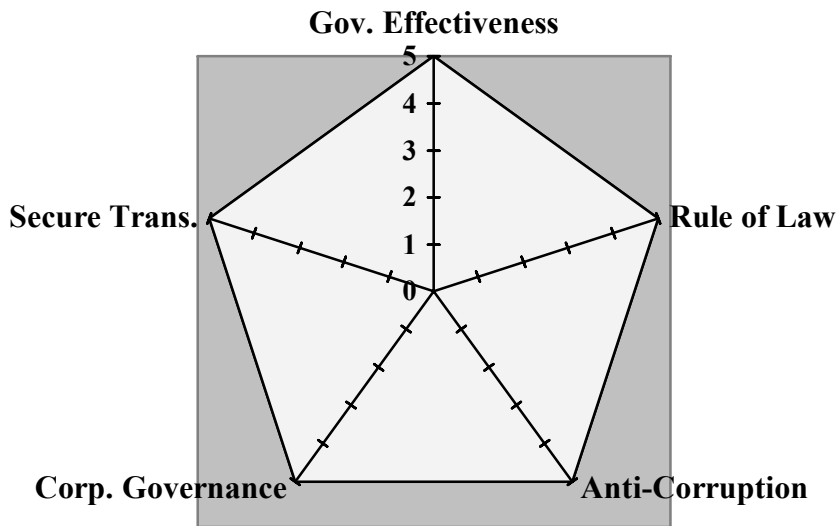 Gov. Effectiveness
5
4
3
2
1
0
Secure Trans.
Rule of Law
Corp. Governance
Anti-Corruption